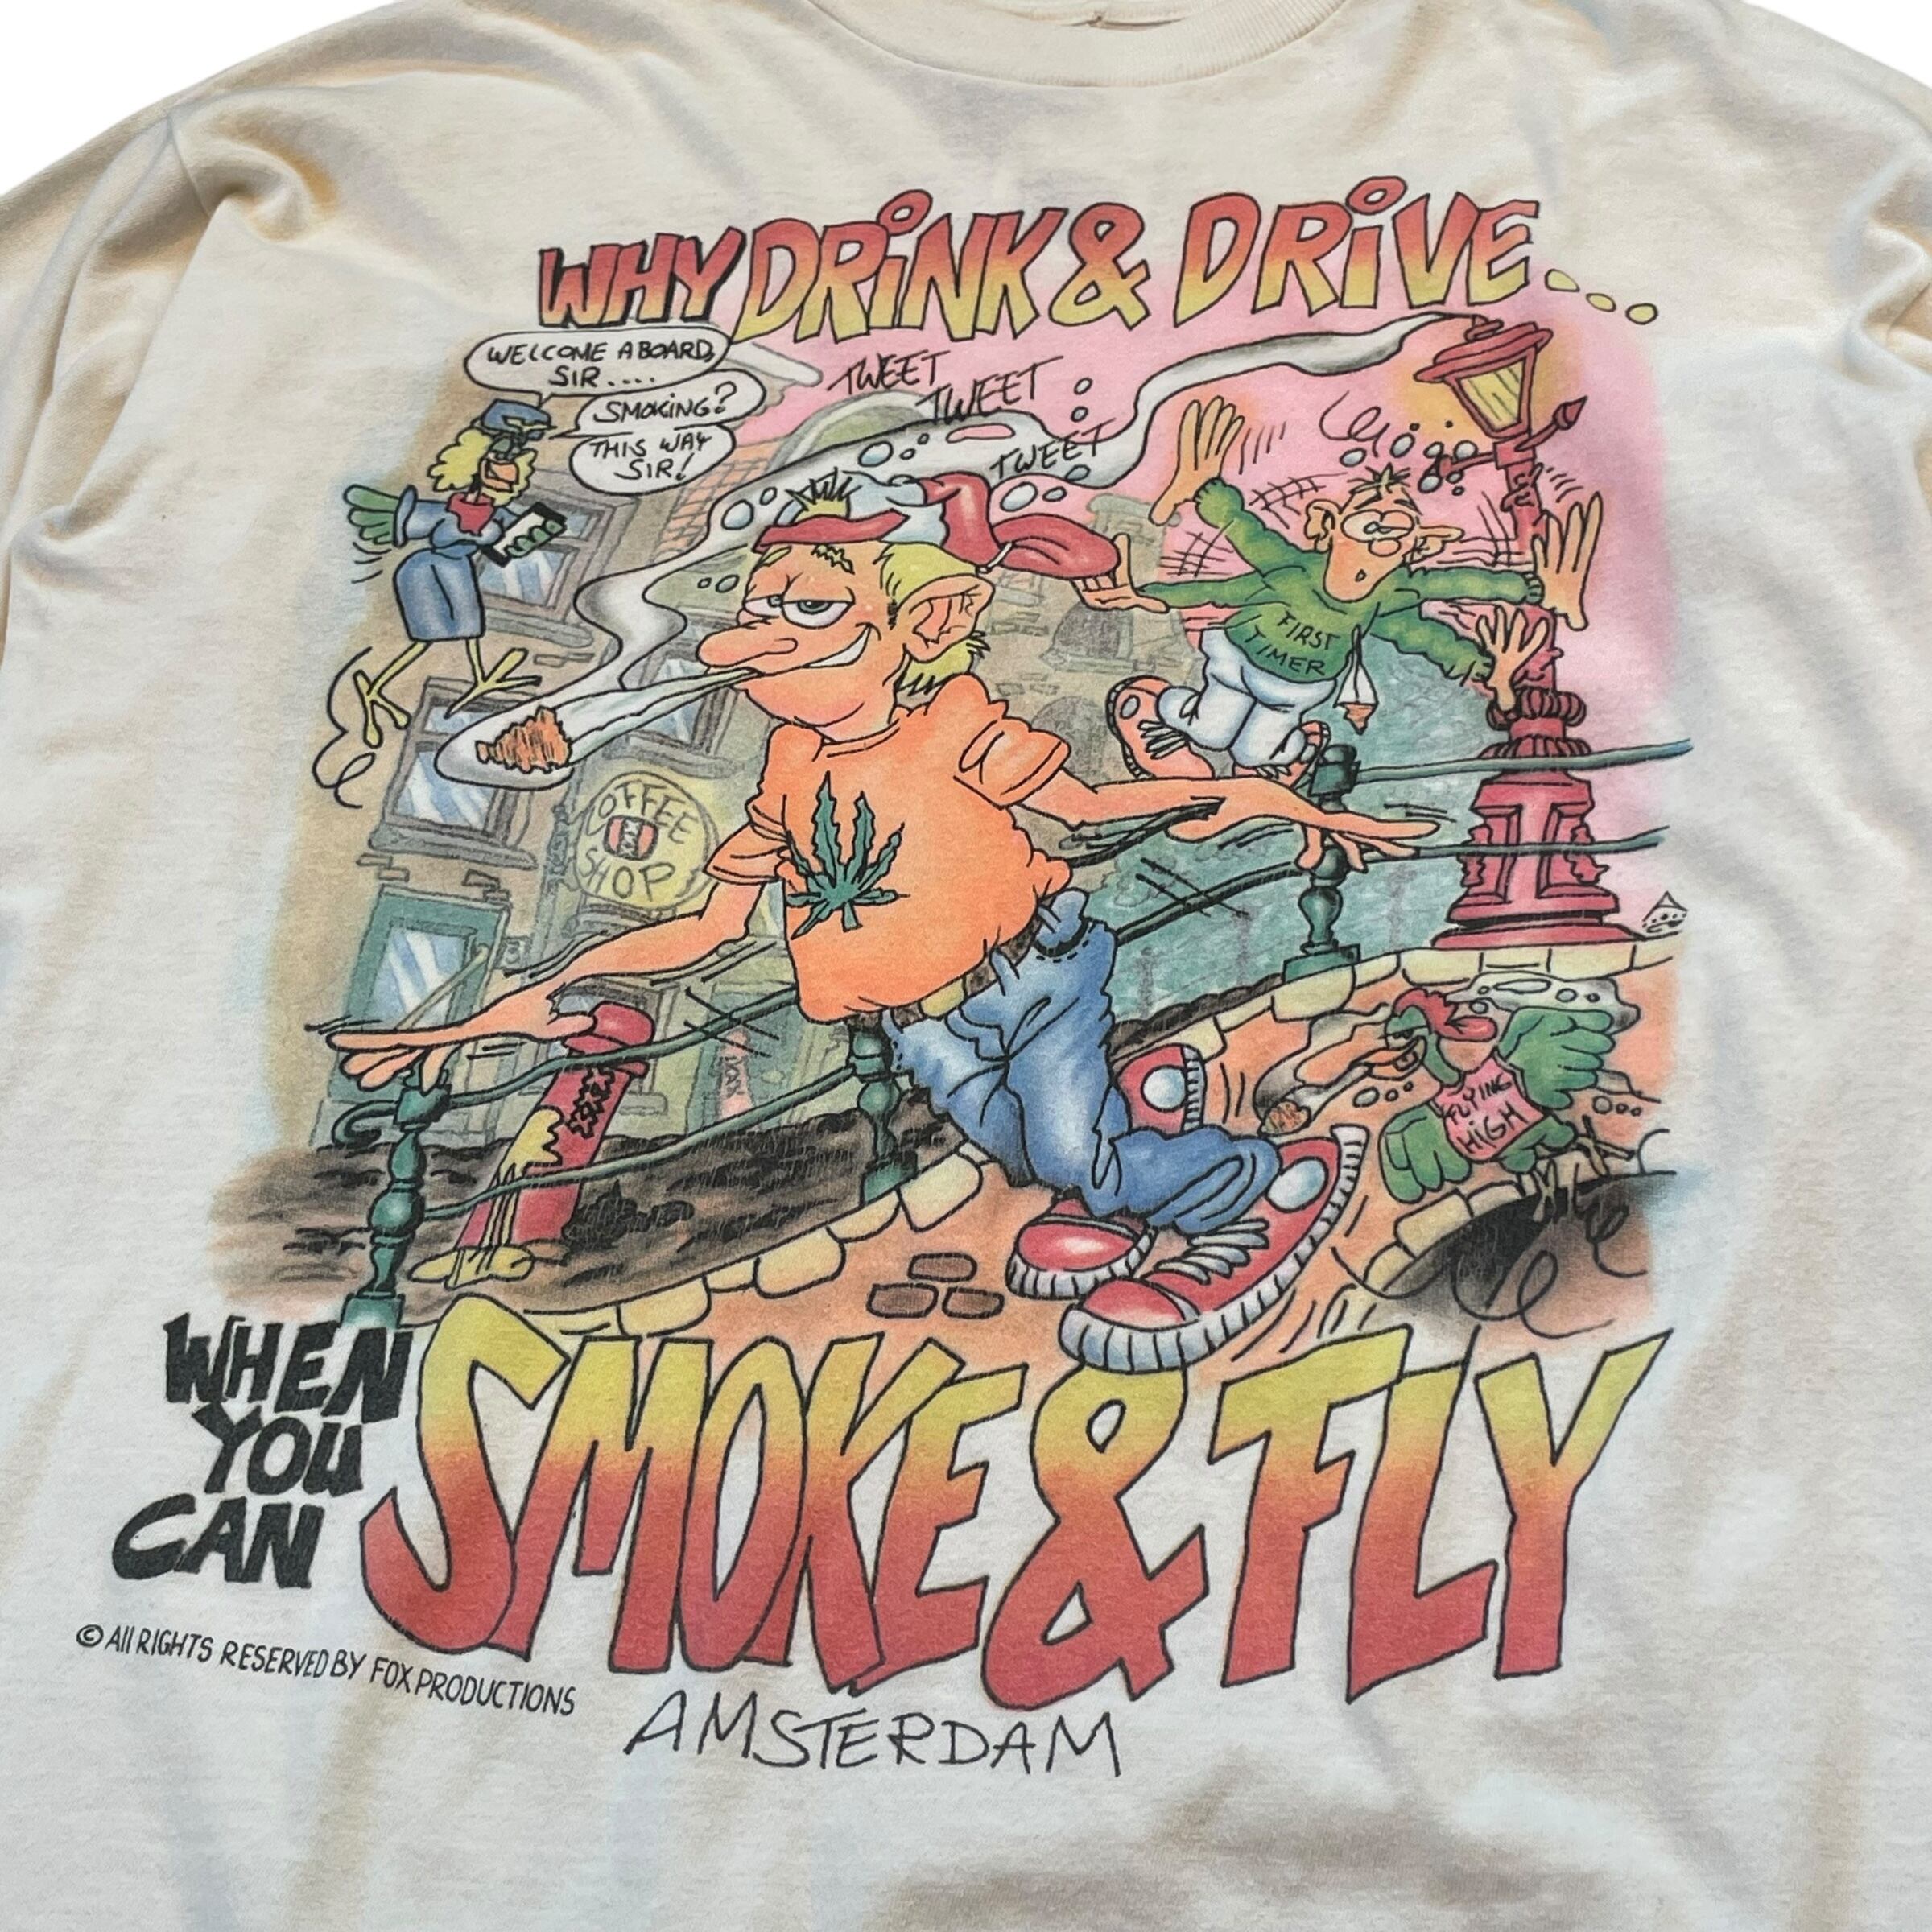 WHY DRINK & DRIVE...
WELCOME ABOARD,
SIR....
SMOKING?
THIS WAY
SIR!
TWEET
TWEET
TWEET
FIRST
TIMER
COFFEE
SHOP
XXX
FLYING
HIGH
WHEN
YOU
CAN
SMOKE & FLY
© All RIGHTS RESERVED BY FOX PRODUCTIONS
AMSTERDAM